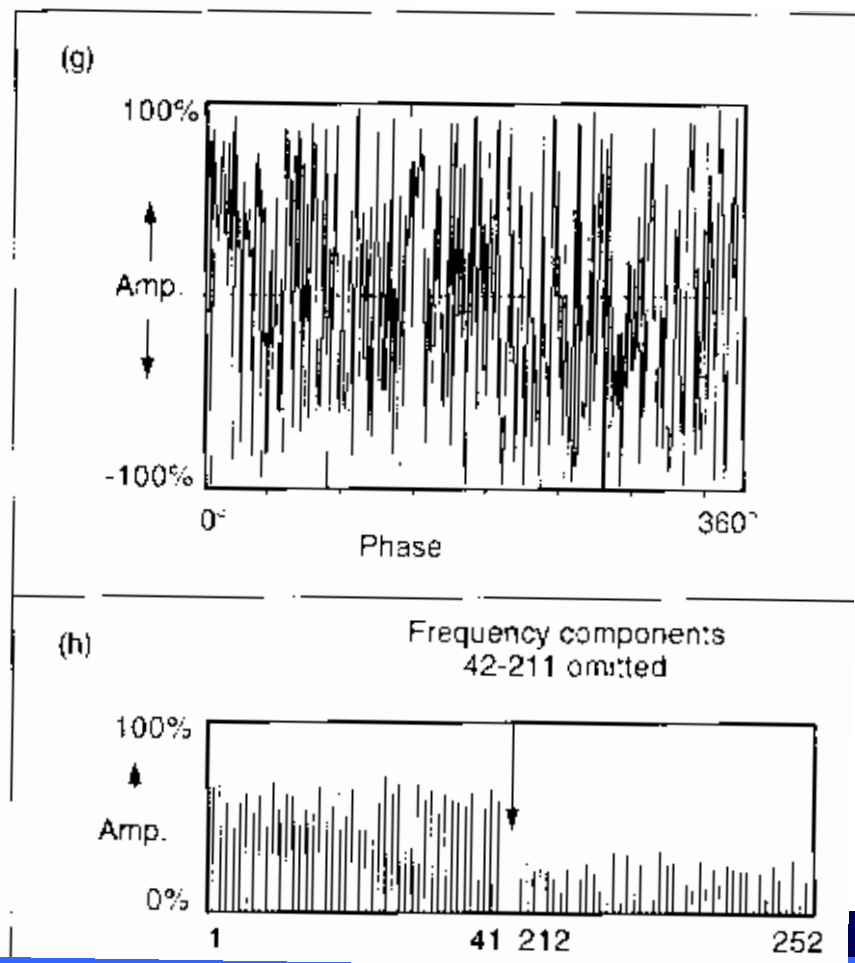 (g)
100%
Amp.
-100%
0° 360°
Phase
(h)
Frequency components
42-211 omitted
100%
Amp.
0%
1 41 212 252